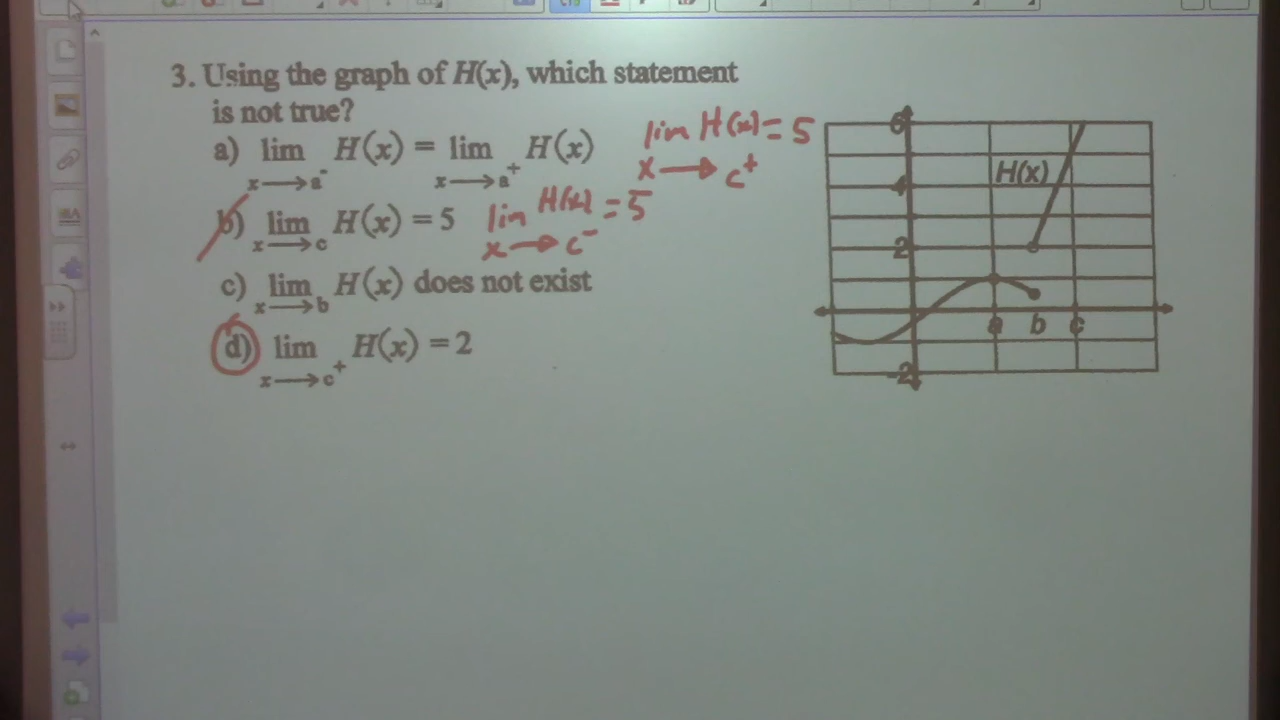 3. Using the graph of H(x), which statement
is not true?
a) lim H(x) = lim H(x)
x→a⁻ x→a⁺
lim H(x) = 5
x→c⁺
b) lim H(x) = 5
x→c
lim H(x) = 5
x→c⁻
c) lim H(x) does not exist
x→b
d) lim H(x) = 2
x→c⁺
6
4
H(x)
2
a b c
-2